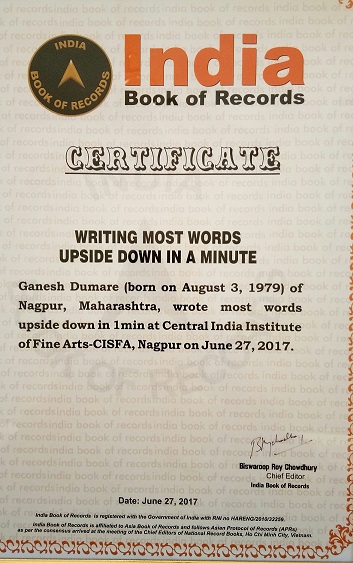 INDIA
BOOK OF RECORDS
India
Book of Records
CERTIFICATE
WRITING MOST WORDS
UPSIDE DOWN IN A MINUTE
Ganesh Dumare (born on August 3, 1979) of
Nagpur, Maharashtra, wrote most words
upside down in 1min at Central India Institute
of Fine Arts-CISFA, Nagpur on June 27, 2017.
Biswaroop Roy Chowdhury
Chief Editor
India Book of Records
Date: June 27, 2017
India Book of Records is registered with the Government of India with RNI no HARENG/2010/32259.
India Book of Records is affiliated to Asia Book of Records and follows Asian Protocol of Records (APRs)
as per the consensus arrived at the meeting of the Chief Editors of National Record Books, Ho Chi Minh City, Vietnam.